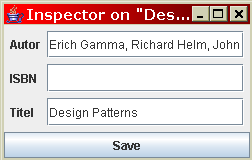 Inspector on "Des...
Autor Erich Gamma, Richard Helm, John
ISBN
Titel Design Patterns
Save